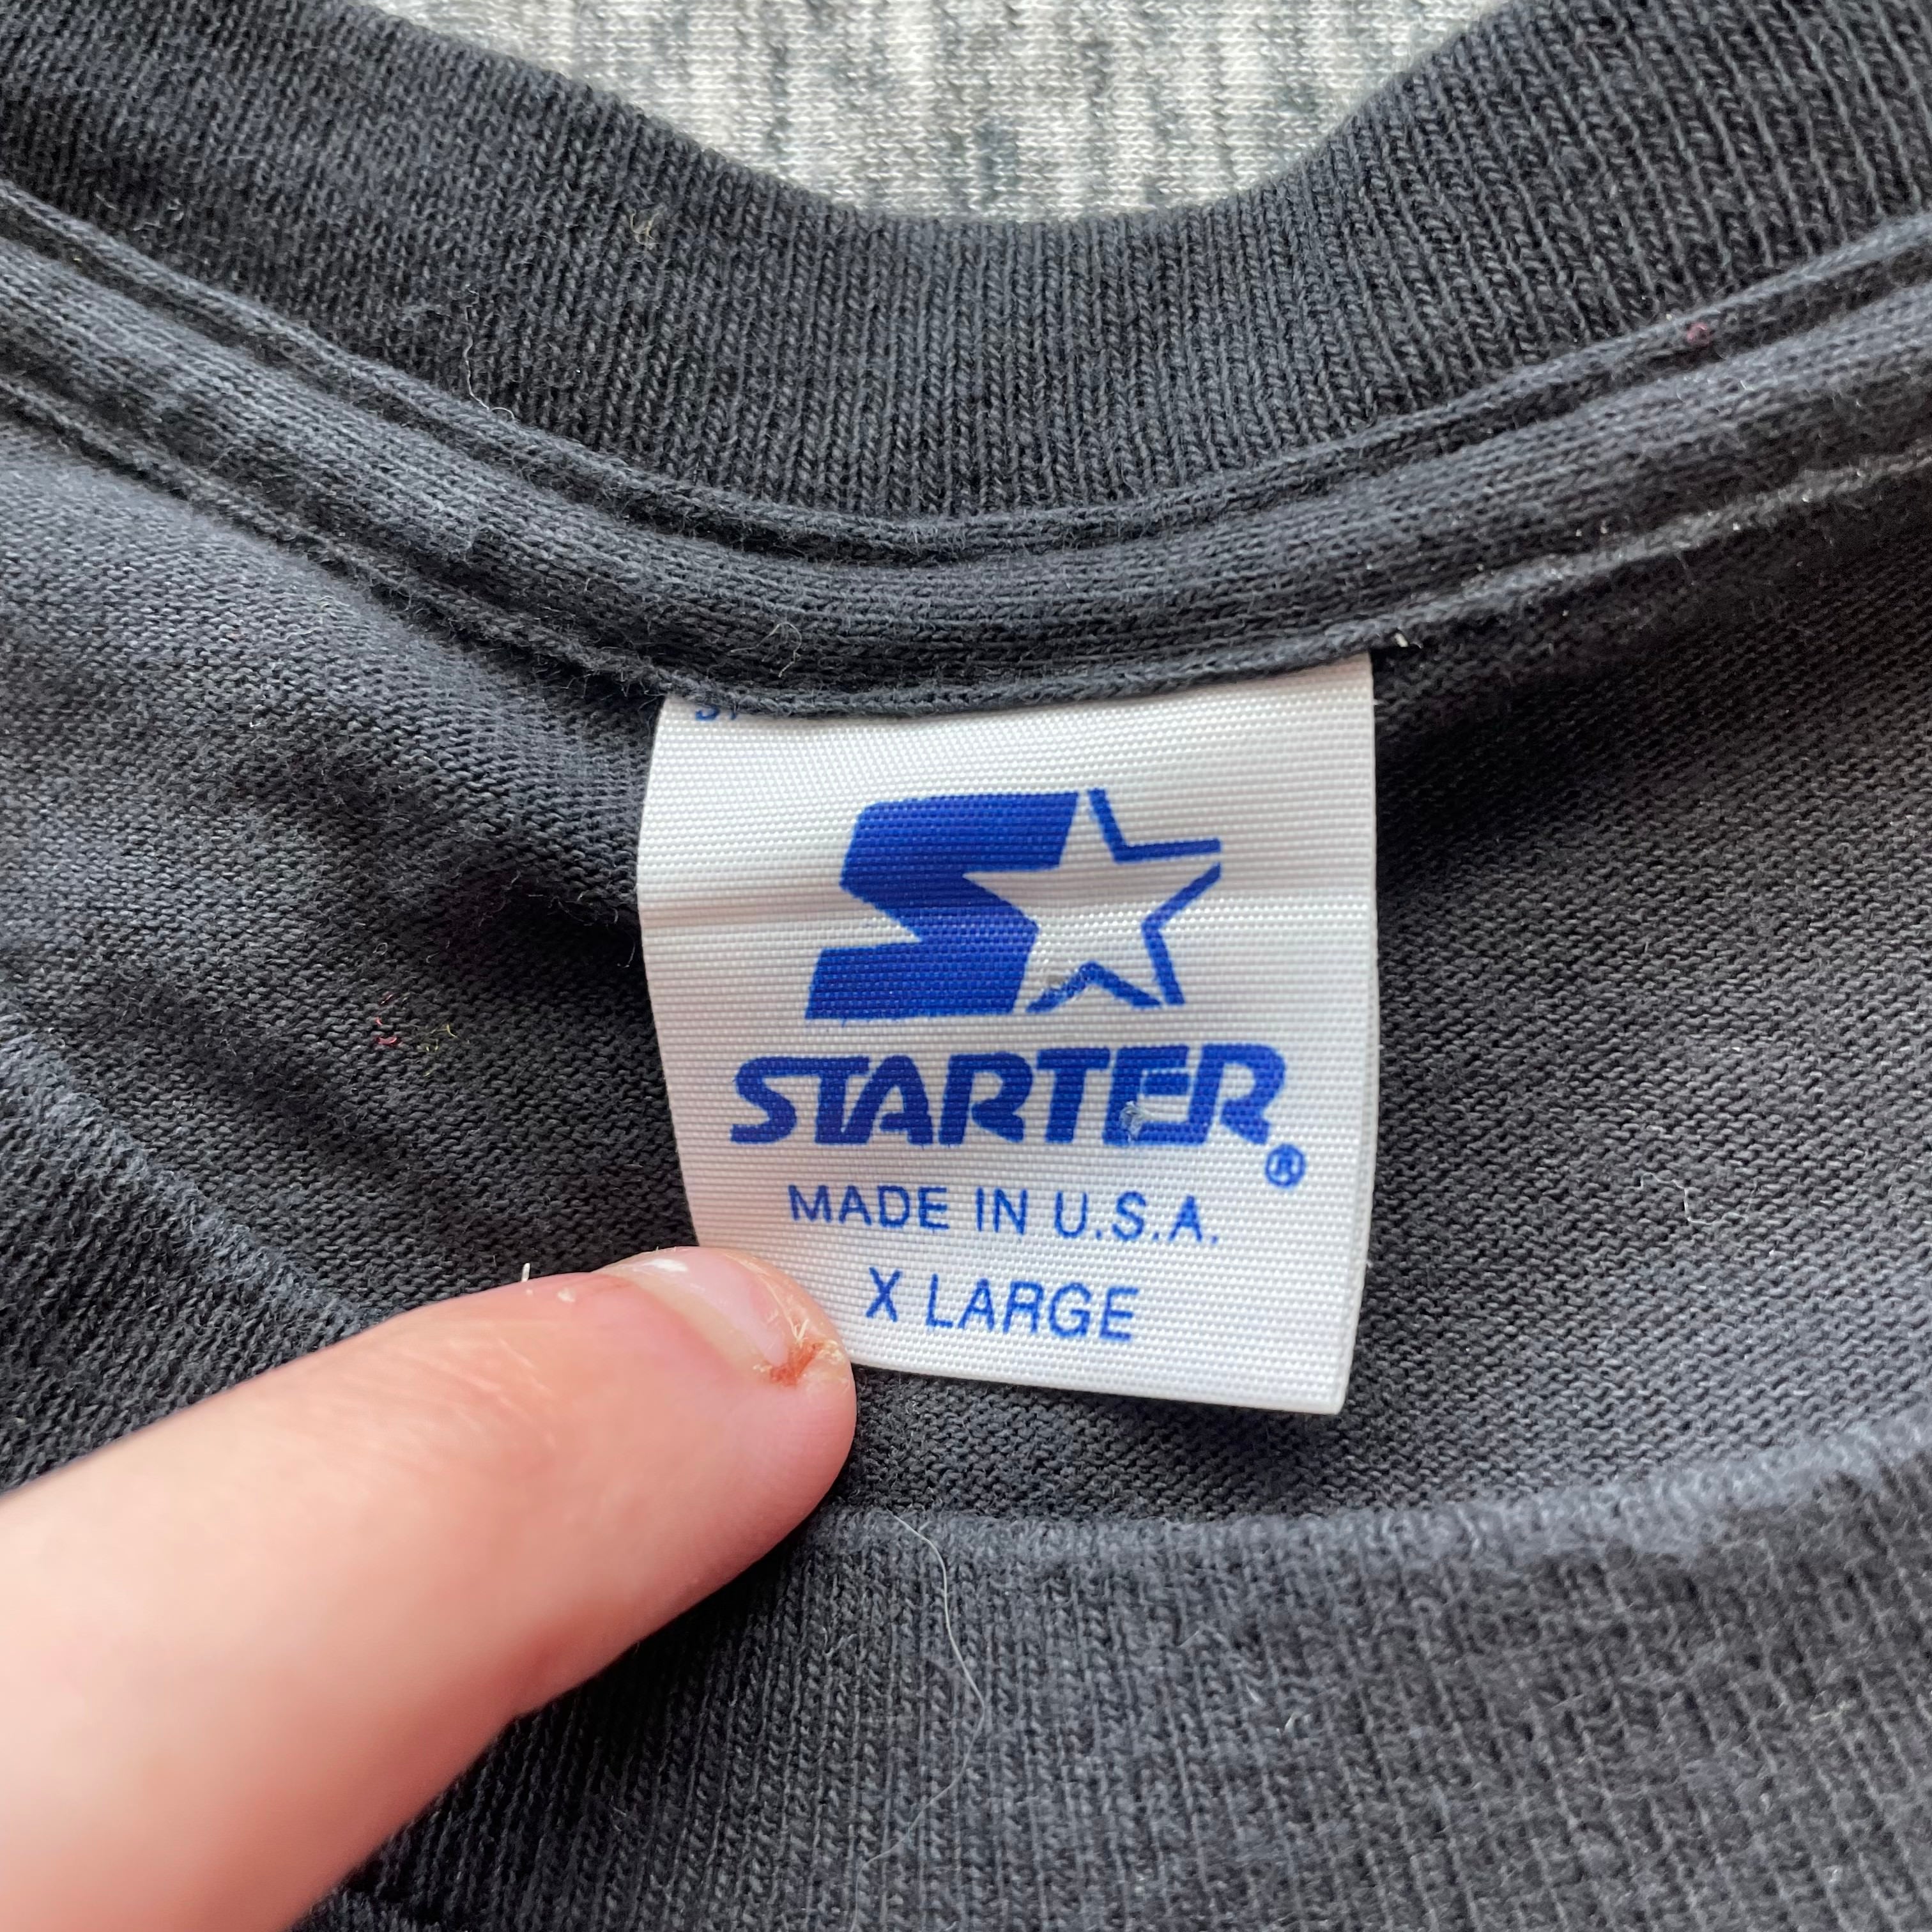 STARTER®
MADE IN U.S.A.
X LARGE